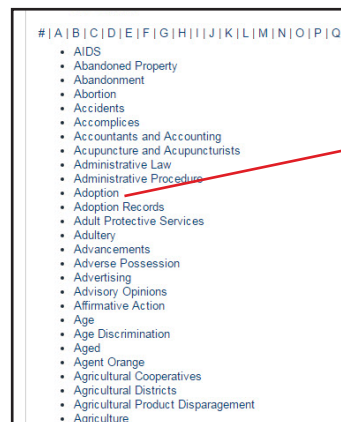 # | A | B | C | D | E | F | G | H | I | J | K | L | M | N | O | P | Q
• AIDS
• Abandoned Property
• Abandonment
• Abortion
• Accidents
• Accomplices
• Accountants and Accounting
• Acupuncture and Acupuncturists
• Administrative Law
• Administrative Procedure
• Adoption
• Adoption Records
• Adult Protective Services
• Adultery
• Advancements
• Adverse Possession
• Advertising
• Advisory Opinions
• Affirmative Action
• Age
• Age Discrimination
• Aged
• Agent Orange
• Agricultural Cooperatives
• Agricultural Districts
• Agricultural Product Disparagement
• Agriculture